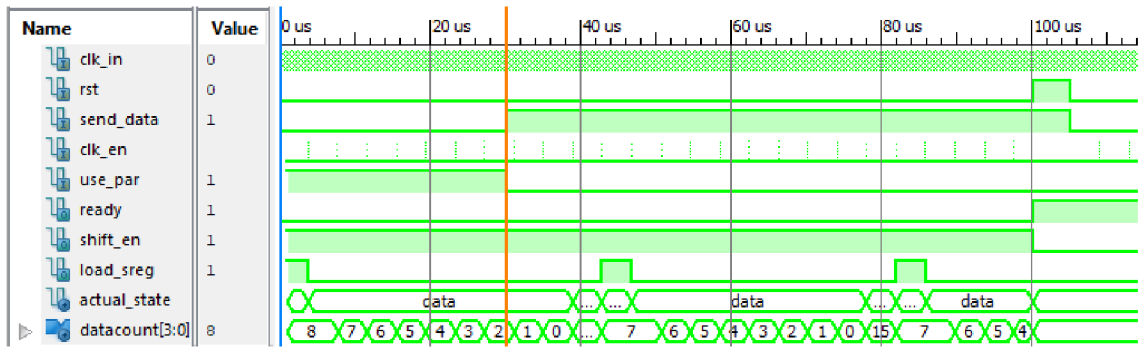 Name Value 0 us 20 us 40 us 60 us 80 us 100 us
clk_in 0
rst 0
send_data 1
clk_en
use_par 1
ready 1
shift_en 1
load_sreg 1
actual_state data ... ... data ... ... data
datacount[3:0] 8 8 7 6 5 4 3 2 1 0 ... 7 6 5 4 3 2 1 0 15 7 6 5 4